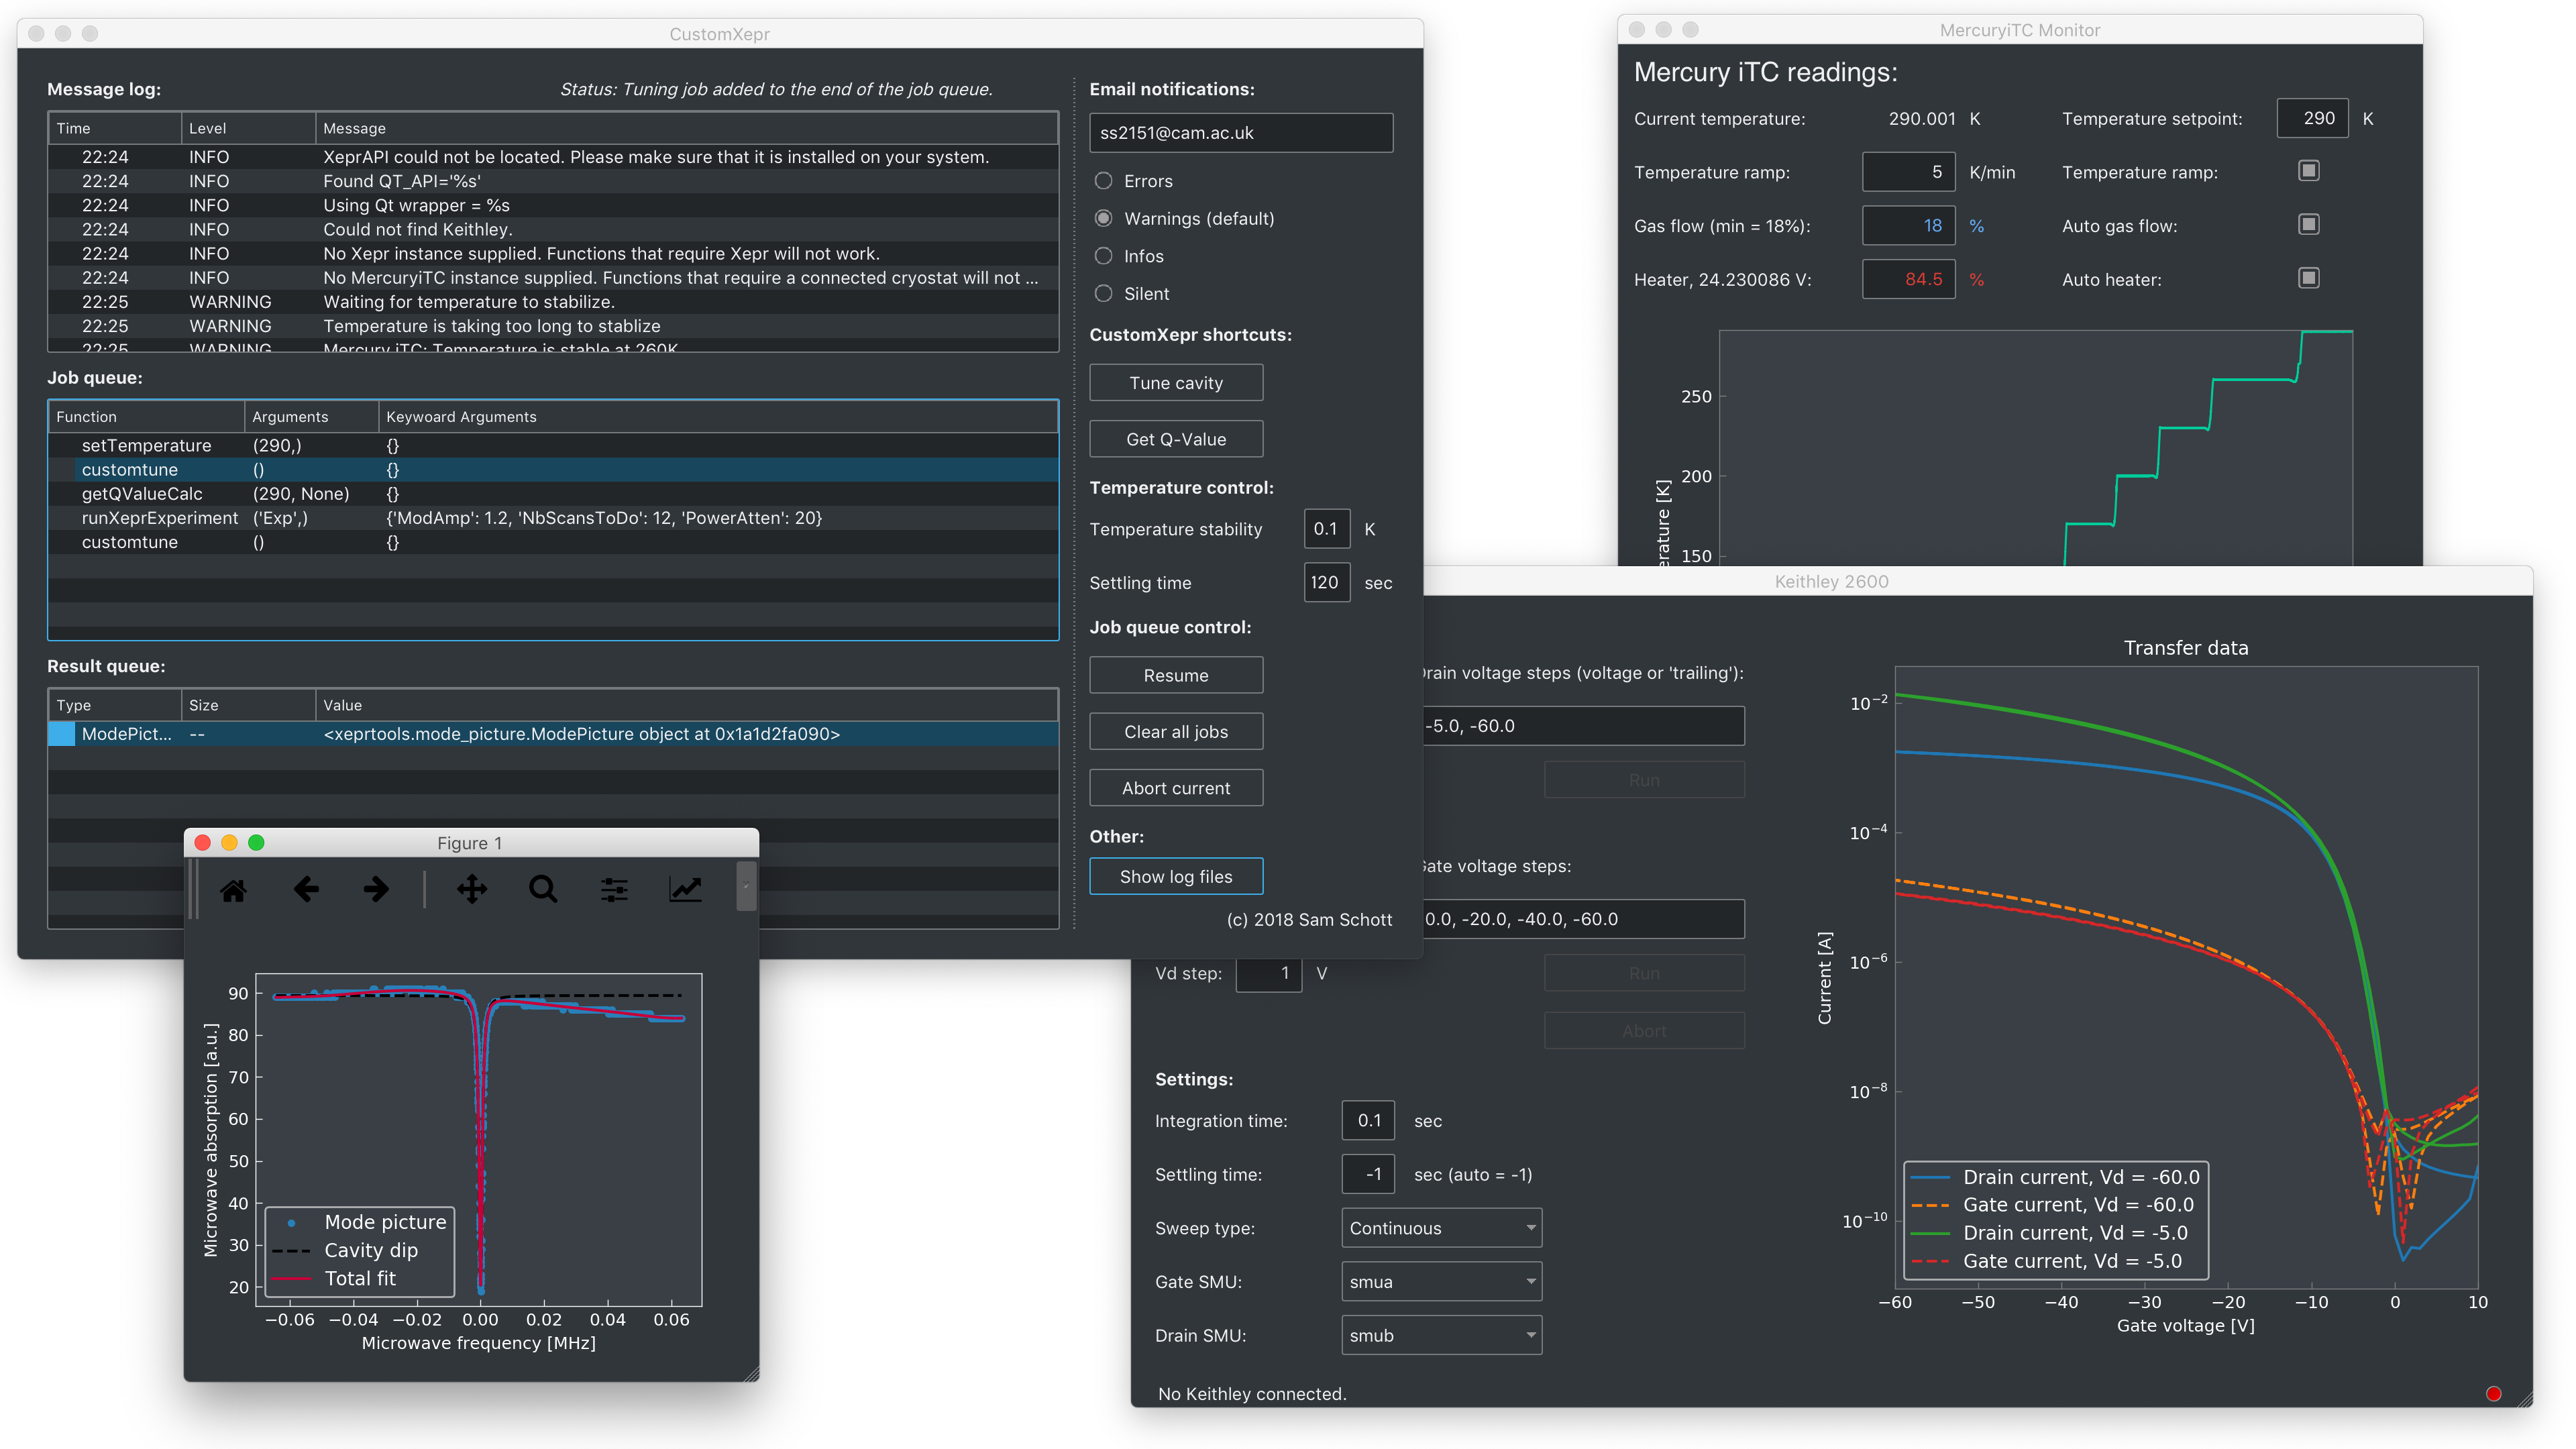 CustomXepr
Message log:
Status: Tuning job added to the end of the job queue.
Time Level Message
22:24 INFO XeprAPI could not be located. Please make sure that it is installed on your system.
22:24 INFO Found QT_API='%s'
22:24 INFO Using Qt wrapper = %s
22:24 INFO Could not find Keithley.
22:24 INFO No Xepr instance supplied. Functions that require Xepr will not work.
22:24 INFO No MercuryiTC instance supplied. Functions that require a connected cryostat will not ...
22:25 WARNING Waiting for temperature to stabilize.
22:25 WARNING Temperature is taking too long to stablize
22:25 WARNING Mercury iTC: Temperature is stable at 260K
Job queue:
Function Arguments Keywoard Arguments
setTemperature (290,) {}
customtune () {}
getQValueCalc (290, None) {}
runXeprExperiment ('Exp',) {'ModAmp': 1.2, 'NbScansToDo': 12, 'PowerAtten': 20}
customtune () {}
Result queue:
Type Size Value
ModePict... -- <xeprtools.mode_picture.ModePicture object at 0x1a1d2fa090>
Email notifications:
ss2151@cam.ac.uk
Errors
Warnings (default)
Infos
Silent
CustomXepr shortcuts:
Tune cavity
Get Q-Value
Temperature control:
Temperature stability 0.1 K
Settling time 120 sec
Job queue control:
Resume
Clear all jobs
Abort current
Other:
Show log files
(c) 2018 Sam Schott
Figure 1
90
80
70
60
50
40
30
20
Microwave absorption [a.u.]
Mode picture
Cavity dip
Total fit
−0.06 −0.04 −0.02 0.00 0.02 0.04 0.06
Microwave frequency [MHz]
MercuryiTC Monitor
Mercury iTC readings:
Current temperature: 290.001 K Temperature setpoint: 290 K
Temperature ramp: 5 K/min Temperature ramp:
Gas flow (min = 18%): 18 % Auto gas flow:
Heater, 24.230086 V: 84.5 % Auto heater:
250
200
150
[K]
Keithley 2600
Drain voltage steps (voltage or 'trailing'):
-5.0, -60.0
Run
Gate voltage steps:
0.0, -20.0, -40.0, -60.0
Vd step: 1 V
Run
Abort
Settings:
Integration time: 0.1 sec
Settling time: -1 sec (auto = -1)
Sweep type: Continuous
Gate SMU: smua
Drain SMU: smub
No Keithley connected.
Transfer data
10⁻²
10⁻⁴
10⁻⁶
10⁻⁸
10⁻¹⁰
Current [A]
Drain current, Vd = -60.0
Gate current, Vd = -60.0
Drain current, Vd = -5.0
Gate current, Vd = -5.0
−60 −50 −40 −30 −20 −10 0 10
Gate voltage [V]